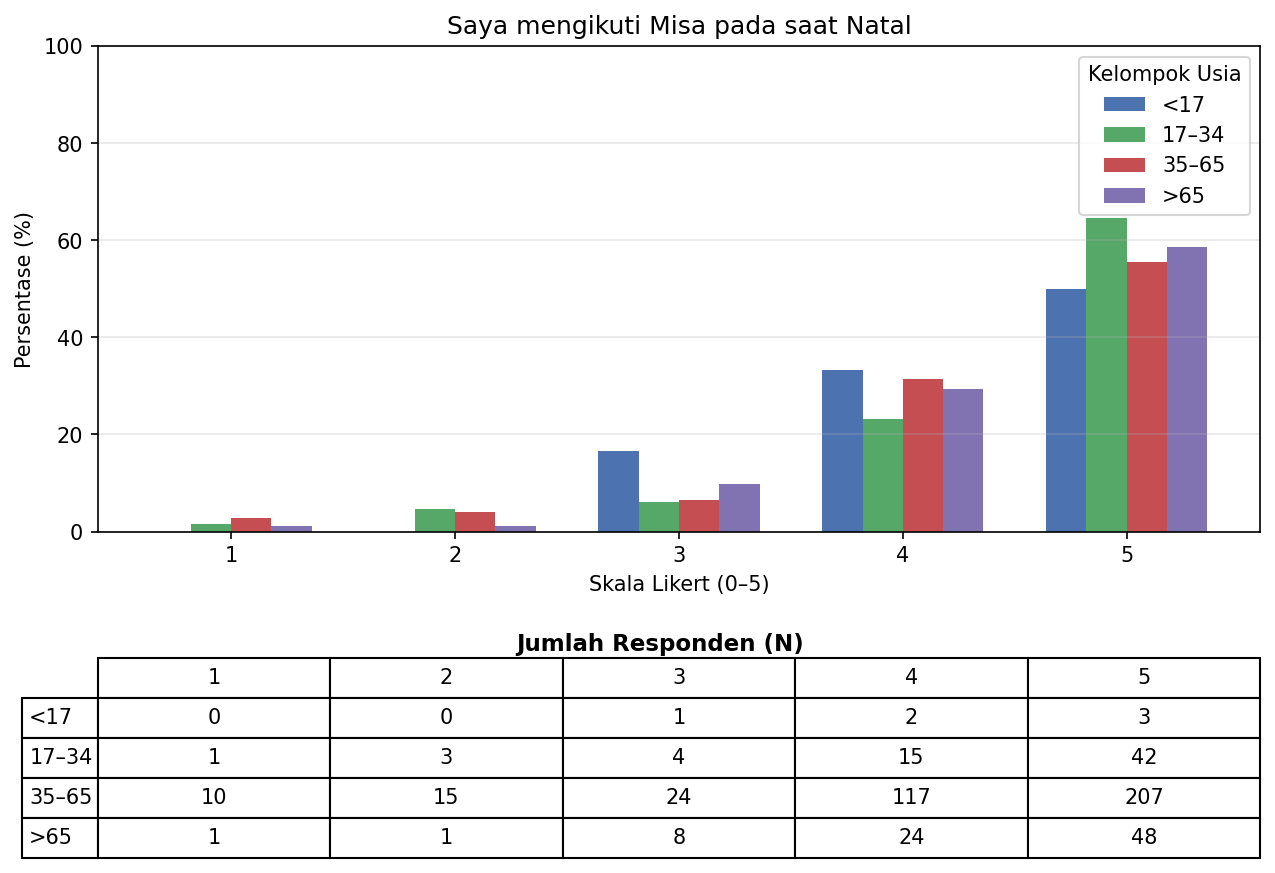 Saya mengikuti Misa pada saat Natal
Persentase (%)
100
80
60
40
20
0
Kelompok Usia
<17
17–34
35–65
>65
1 2 3 4 5
Skala Likert (0–5)
Jumlah Responden (N)
1 2 3 4 5
<17 0 0 1 2 3
17–34 1 3 4 15 42
35–65 10 15 24 117 207
>65 1 1 8 24 48